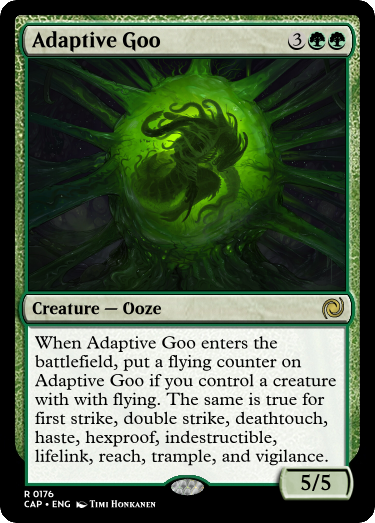 Adaptive Goo 3
Creature — Ooze
When Adaptive Goo enters the
battlefield, put a flying counter on
Adaptive Goo if you control a creature
with with flying. The same is true for
first strike, double strike, deathtouch,
haste, hexproof, indestructible,
lifelink, reach, trample, and vigilance.
5/5
R 0176
CAP • ENG Timi Honkanen